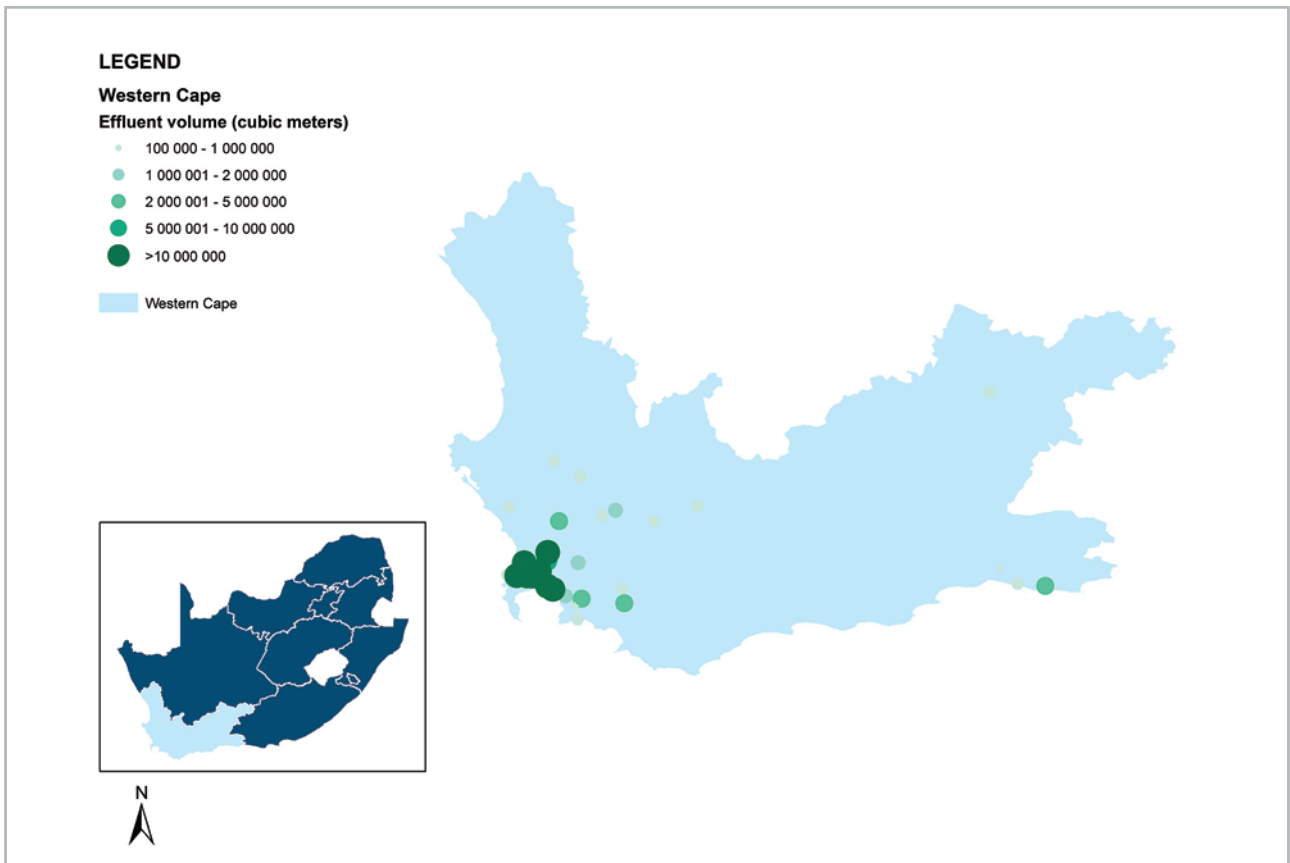 LEGEND
Western Cape
Effluent volume (cubic meters)
100 000 - 1 000 000
1 000 001 - 2 000 000
2 000 001 - 5 000 000
5 000 001 - 10 000 000
>10 000 000
Western Cape
N